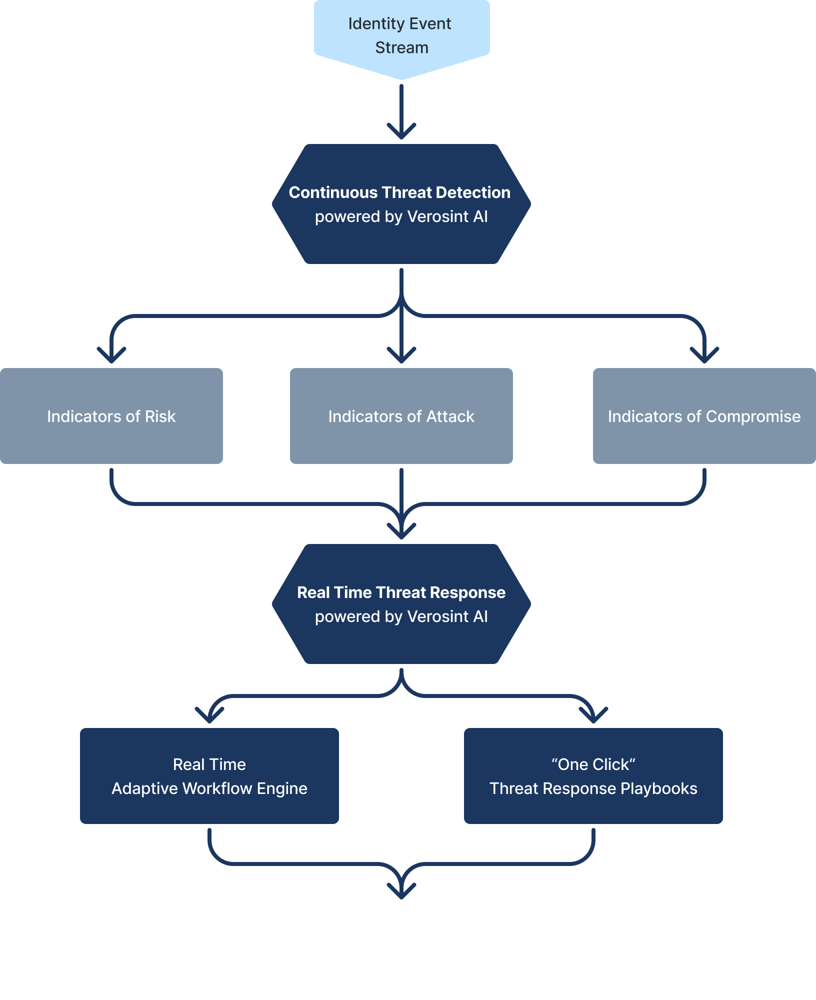 Identity Event
Stream
Continuous Threat Detection
powered by Verosint AI
Indicators of Risk
Indicators of Attack
Indicators of Compromise
Real Time Threat Response
powered by Verosint AI
Real Time
Adaptive Workflow Engine
“One Click“
Threat Response Playbooks